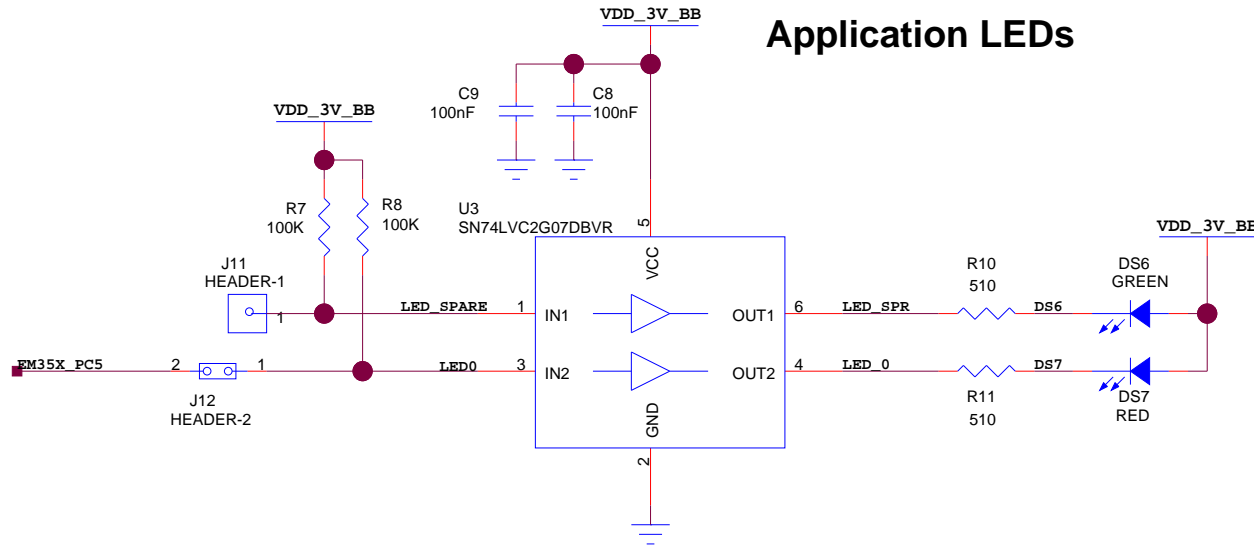 VDD_3V_BB
Application LEDs
C9
100nF
C8
100nF
VDD_3V_BB
R7
100K
R8
100K
U3
SN74LVC2G07DBVR
5
VCC
VDD_3V_BB
J11
HEADER-1
1
LED_SPARE
1
IN1
OUT1
6
LED_SPR
R10
510
DS6
DS6
GREEN
EM35X_PC5
2
1
J12
HEADER-2
LED0
3
IN2
OUT2
4
LED_0
R11
510
DS7
DS7
RED
GND
2